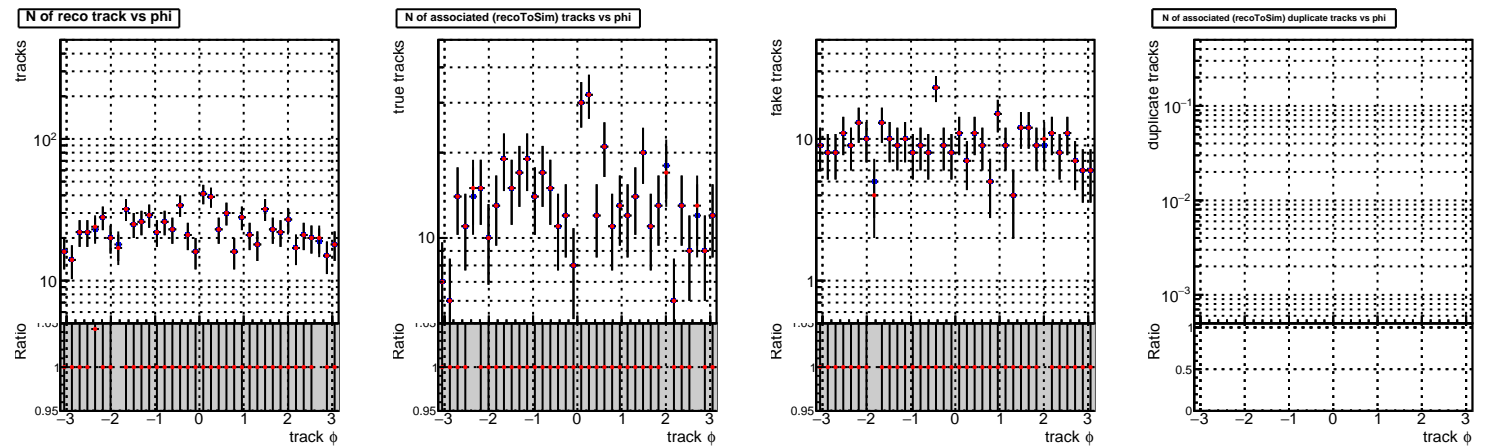 N of reco track vs phi
tracks
10²
10
Ratio
1.05
1
0.95
−3 −2 −1 0 1 2 3
track ϕ
N of associated (recoToSim) tracks vs phi
true tracks
10
Ratio
1.05
1
0.95
−3 −2 −1 0 1 2 3
track ϕ
fake tracks
10
1
Ratio
1.05
1
0.95
−3 −2 −1 0 1 2 3
track ϕ
N of associated (recoToSim) duplicate tracks vs phi
duplicate tracks
10⁻¹
10⁻²
10⁻³
Ratio
1
0.5
0
−3 −2 −1 0 1 2 3
track ϕ